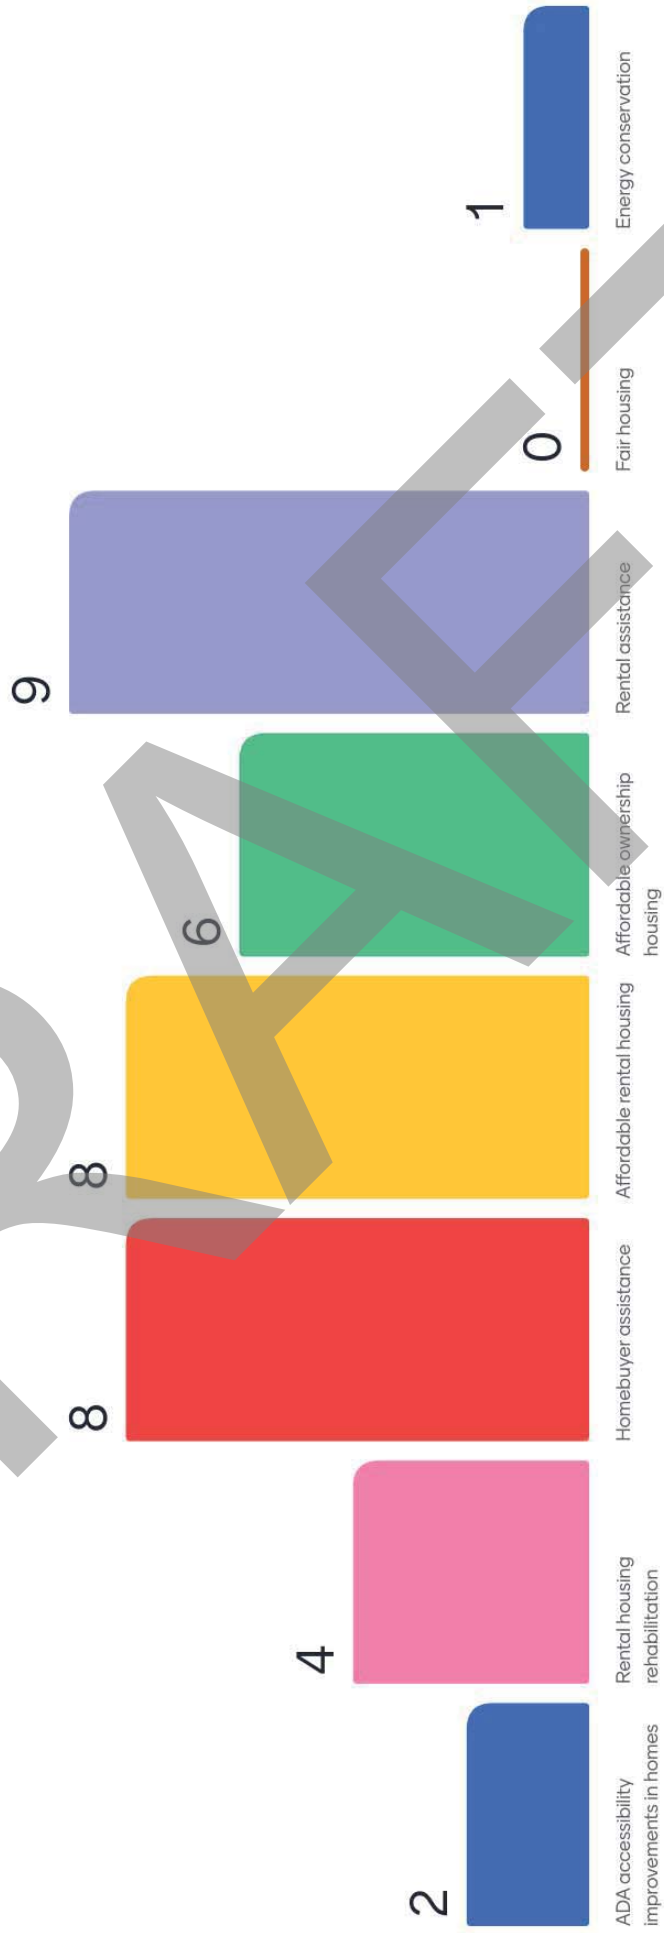 2
ADA accessibility
improvements in homes
4
Rental housing
rehabilitation
8
Homebuyer assistance
8
Affordable rental housing
6
Affordable ownership
housing
9
Rental assistance
0
Fair housing
1
Energy conservation